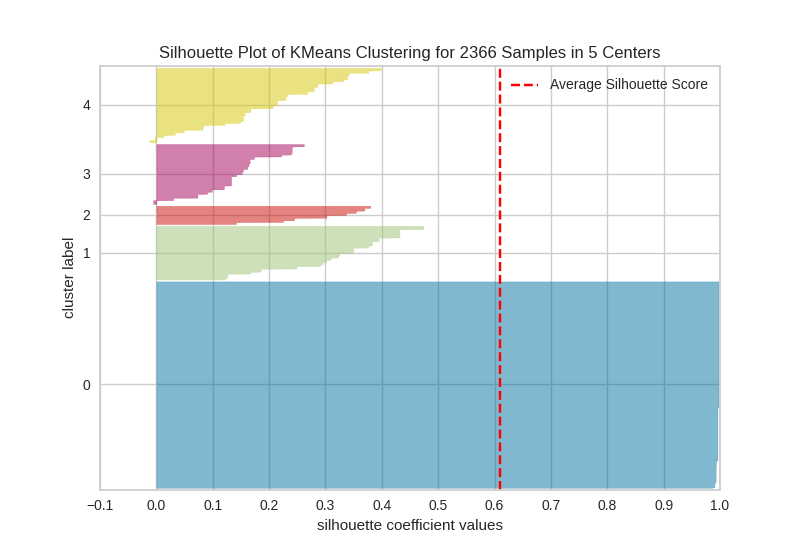 Silhouette Plot of KMeans Clustering for 2366 Samples in 5 Centers
Average Silhouette Score
4
3
2
1
0
cluster label
−0.1 0.0 0.1 0.2 0.3 0.4 0.5 0.6 0.7 0.8 0.9 1.0
silhouette coefficient values